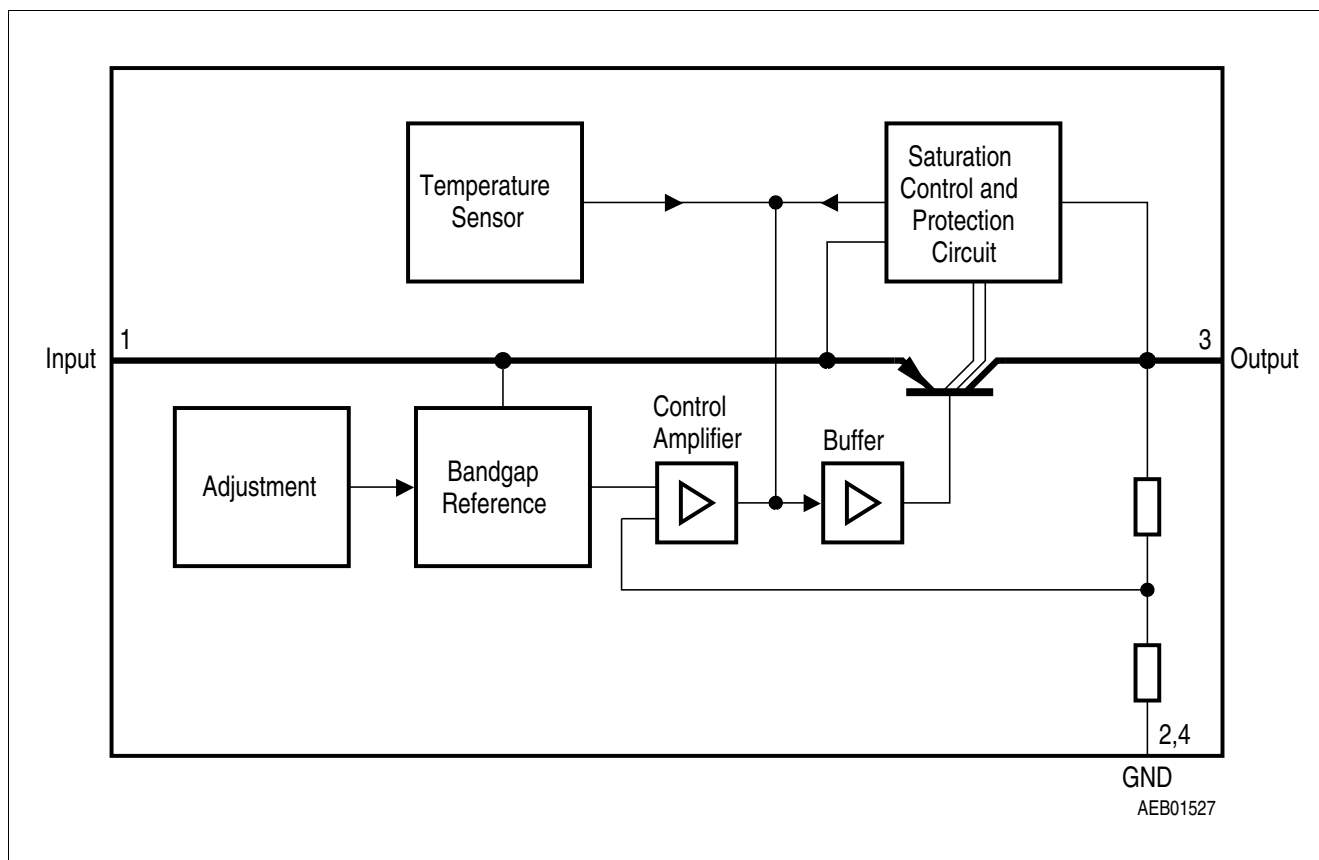 Temperature
Sensor
Saturation
Control and
Protection
Circuit
1
3
Input
Output
Control
Amplifier
Buffer
Adjustment
Bandgap
Reference
2,4
GND
AEB01527